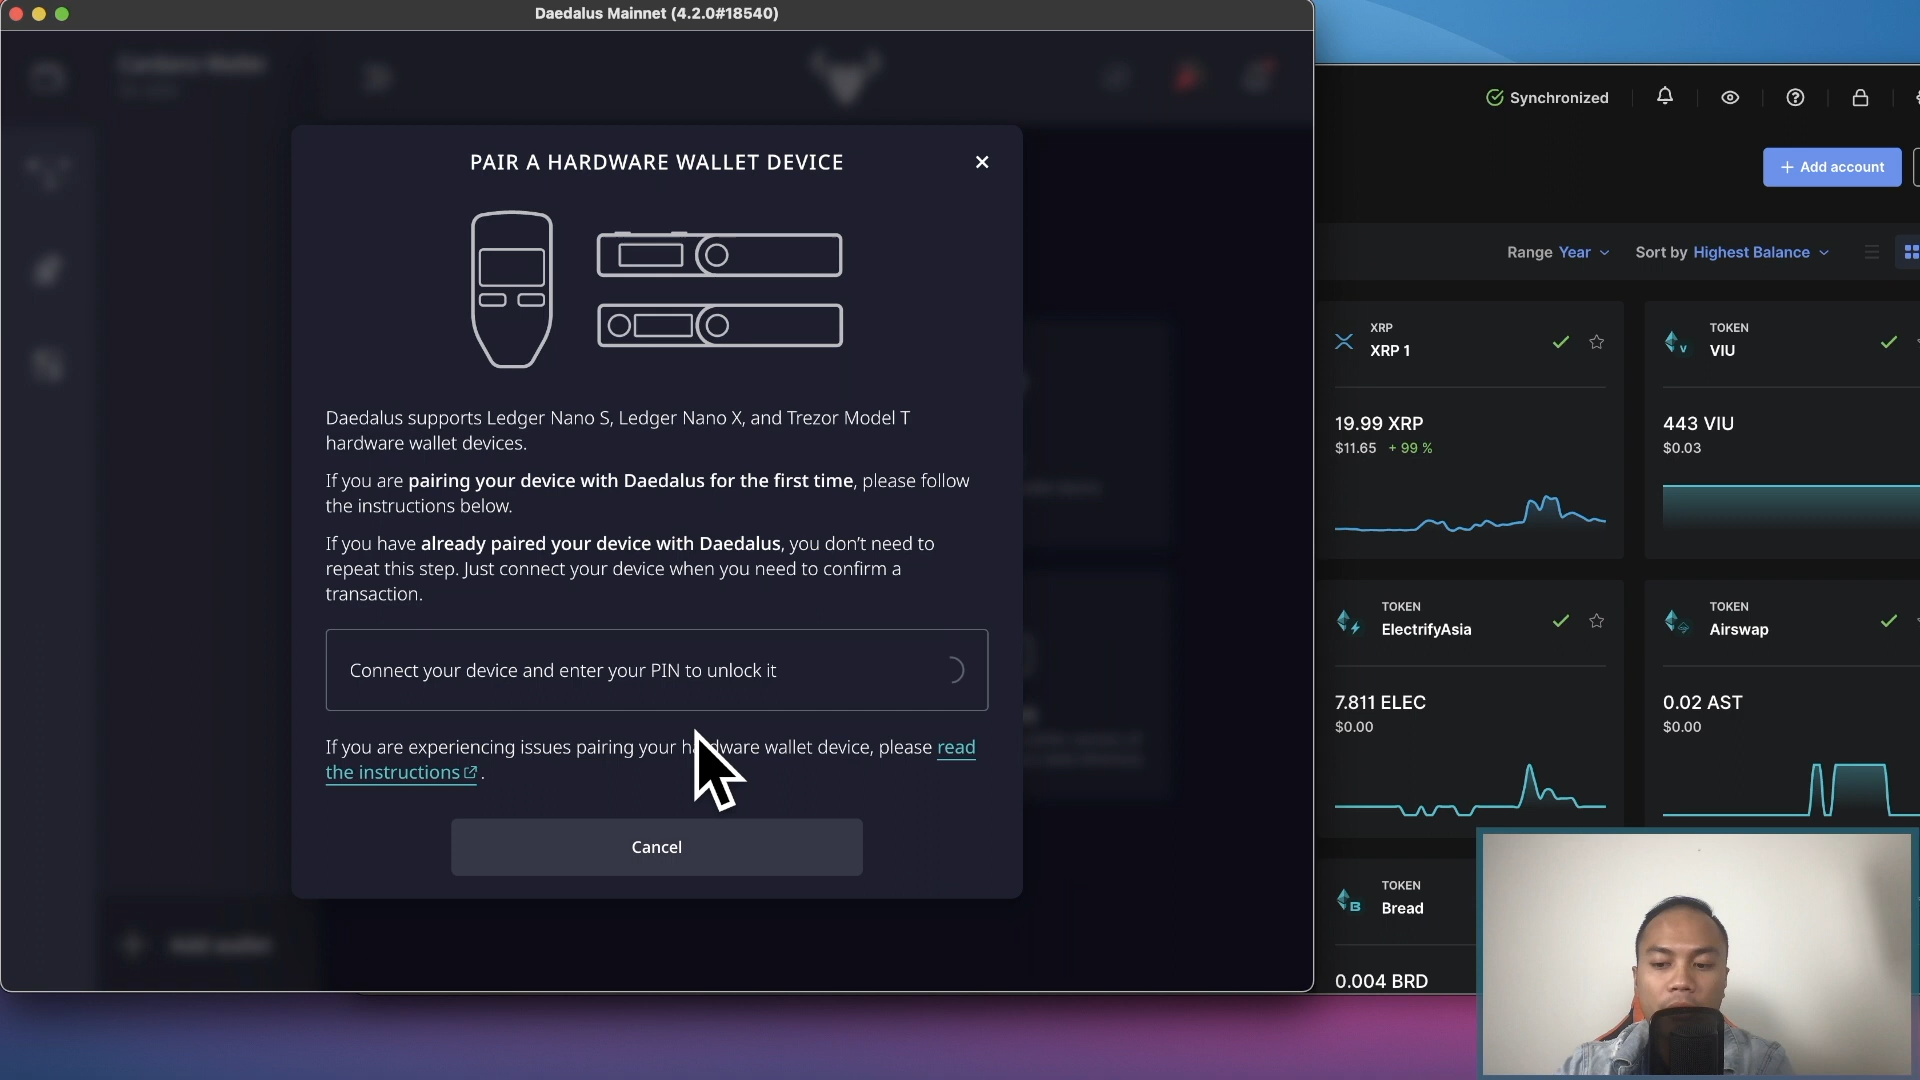 Daedalus Mainnet (4.2.0#18540)
PAIR A HARDWARE WALLET DEVICE
Daedalus supports Ledger Nano S, Ledger Nano X, and Trezor Model T
hardware wallet devices.
If you are pairing your device with Daedalus for the first time, please follow
the instructions below.
If you have already paired your device with Daedalus, you don’t need to
repeat this step. Just connect your device when you need to confirm a
transaction.
Connect your device and enter your PIN to unlock it
If you are experiencing issues pairing your hardware wallet device, please read
the instructions.
Cancel
Add wallet
Synchronized
+ Add account
Range Year
Sort by Highest Balance
XRP
XRP 1
19.99 XRP
$11.65 + 99 %
TOKEN
VIU
443 VIU
$0.03
TOKEN
ElectrifyAsia
7.811 ELEC
$0.00
TOKEN
Airswap
0.02 AST
$0.00
TOKEN
Bread
0.004 BRD